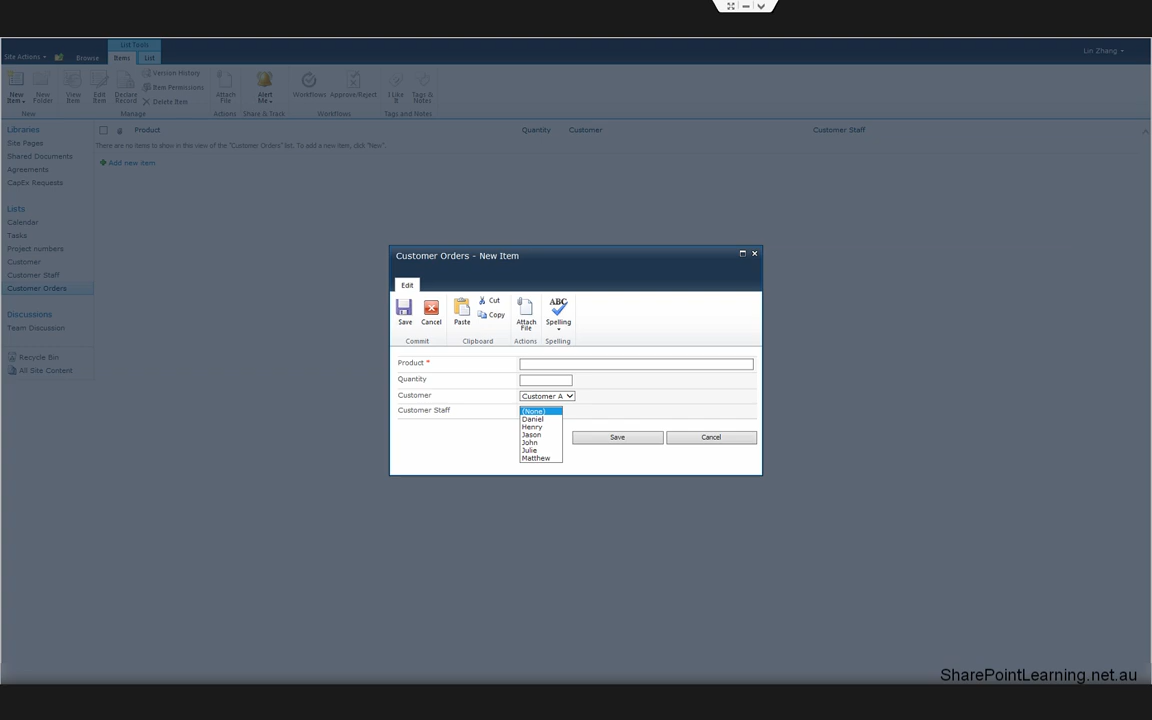 List Tools
Site Actions
Browse
Items
List
Lin Zhang
New Item
New Folder
View Item
Edit Item
Declare Record
Version History
Item Permissions
Delete Item
Attach File
Alert Me
Workflows
Approve/Reject
I Like It
Tags & Notes
New
Manage
Actions
Share & Track
Workflows
Tags and Notes
Libraries
Site Pages
Shared Documents
Agreements
CapEx Requests
Lists
Calendar
Tasks
Project numbers
Customer
Customer Staff
Customer Orders
Discussions
Team Discussion
Recycle Bin
All Site Content
Product
Quantity
Customer
Customer Staff
There are no items to show in this view of the "Customer Orders" list. To add a new item, click "New".
Add new item
Customer Orders - New Item
Edit
Save
Cancel
Paste
Cut
Copy
Attach File
ABC
Spelling
Commit
Clipboard
Actions
Spelling
Product *
Quantity
Customer
Customer A
Customer Staff
(None)
Daniel
Henry
Jason
John
Julie
Matthew
Save
Cancel
SharePointLearning.net.au